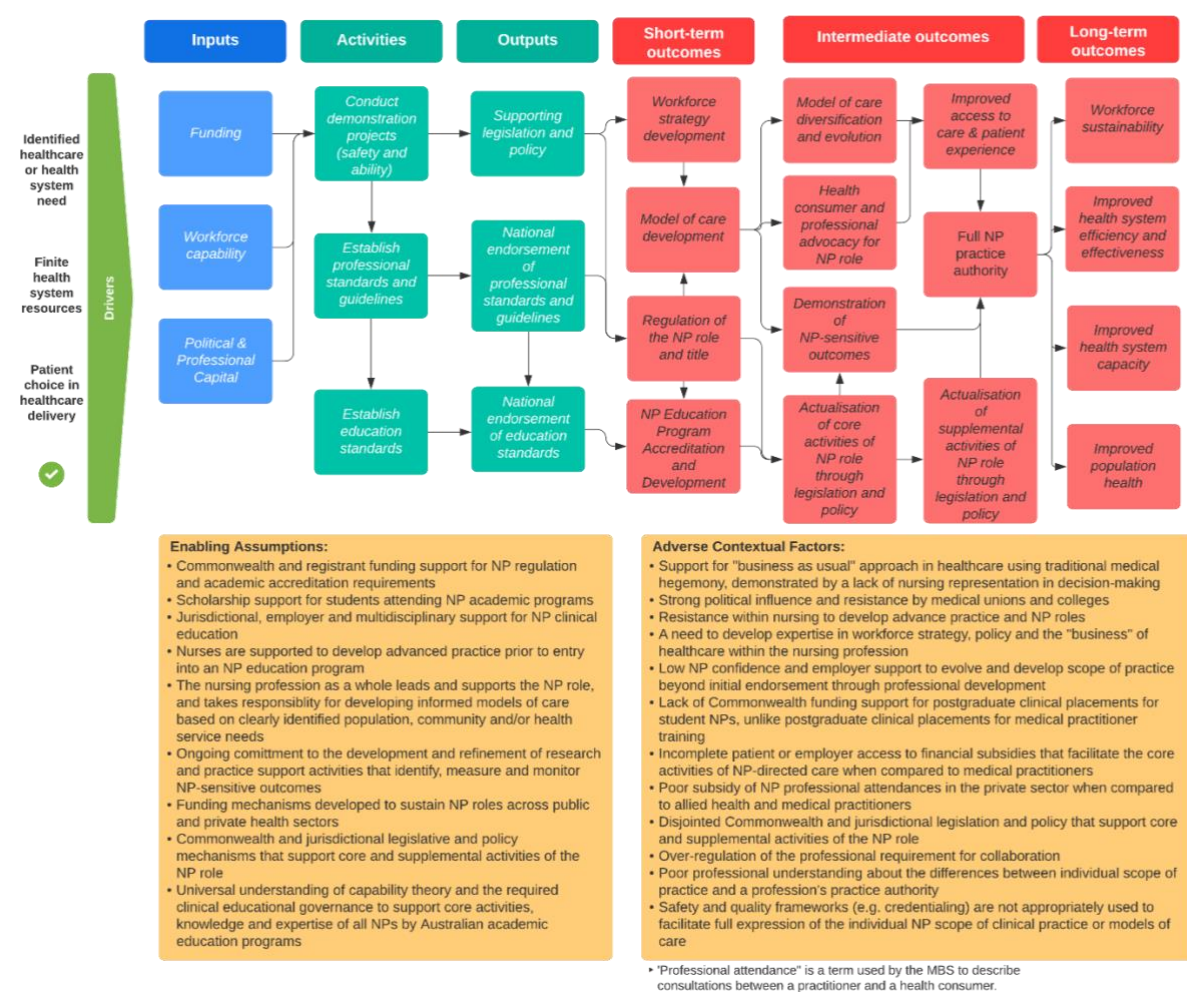 Inputs
Activities
Outputs
Short-term
outcomes
Intermediate outcomes
Long-term
outcomes
Identified
healthcare
or health
system
need
Finite
health
system
resources
Patient
choice in
healthcare
delivery
Drivers
Funding
Workforce
capability
Political &
Professional
Capital
Conduct
demonstration
projects
(safety and
ability)
Establish
professional
standards and
guidelines
Establish
education
standards
Supporting
legislation and
policy
National
endorsement
of
professional
standards and
guidelines
National
endorsement
of education
standards
Workforce
strategy
development
Model of care
development
Regulation of
the NP role
and title
NP Education
Program
Accreditation
and
Development
Model of care
diversification
and evolution
Health
consumer and
professional
advocacy for
NP role
Demonstration
of
NP-sensitive
outcomes
Actualisation
of core
activities of
NP role
through
legislation and
policy
Improved
access to
care & patient
experience
Full NP
practice
authority
Actualisation
of
supplemental
activities of
NP role
through
legislation and
policy
Workforce
sustainability
Improved
health system
efficiency and
effectiveness
Improved
health system
capacity
Improved
population
health
Enabling Assumptions:
• Commonwealth and registrant funding support for NP regulation
and academic accreditation requirements
• Scholarship support for students attending NP academic programs
• Jurisdictional, employer and multidisciplinary support for NP clinical
education
• Nurses are supported to develop advanced practice prior to entry
into an NP education program
• The nursing profession as a whole leads and supports the NP role,
and takes responsiblity for developing informed models of care
based on clearly identified population, community and/or health
service needs
• Ongoing comittment to the development and refinement of research
and practice support activities that identify, measure and monitor
NP-sensitive outcomes
• Funding mechanisms developed to sustain NP roles across public
and private health sectors
• Commonwealth and jurisdictional legislative and policy
mechanisms that support core and supplemental activities of the
NP role
• Universal understanding of capability theory and the required
clinical educational governance to support core activities,
knowledge and expertise of all NPs by Australian academic
education programs
Adverse Contextual Factors:
• Support for "business as usual" approach in healthcare using traditional medical
hegemony, demonstrated by a lack of nursing representation in decision-making
• Strong political influence and resistance by medical unions and colleges
• Resistance within nursing to develop advance practice and NP roles
• A need to develop expertise in workforce strategy, policy and the "business" of
healthcare within the nursing profession
• Low NP confidence and employer support to evolve and develop scope of practice
beyond initial endorsement through professional development
• Lack of Commonwealth funding support for postgraduate clinical placements for
student NPs, unlike postgraduate clinical placements for medical practitioner
training
• Incomplete patient or employer access to financial subsidies that facilitate the core
activities of NP-directed care when compared to medical practitioners
• Poor subsidy of NP professional attendances in the private sector when compared
to allied health and medical practitioners
• Disjointed Commonwealth and jurisdictional legislation and policy that support core
and supplemental activities of the NP role
• Over-regulation of the professional requirement for collaboration
• Poor professional understanding about the differences between individual scope of
practice and a profession's practice authority
• Safety and quality frameworks (e.g. credentialing) are not appropriately used to
facilitate full expression of the individual NP scope of clinical practice or models of
care
‣ 'Professional attendance" is a term used by the MBS to describe
consultations between a practitioner and a health consumer.